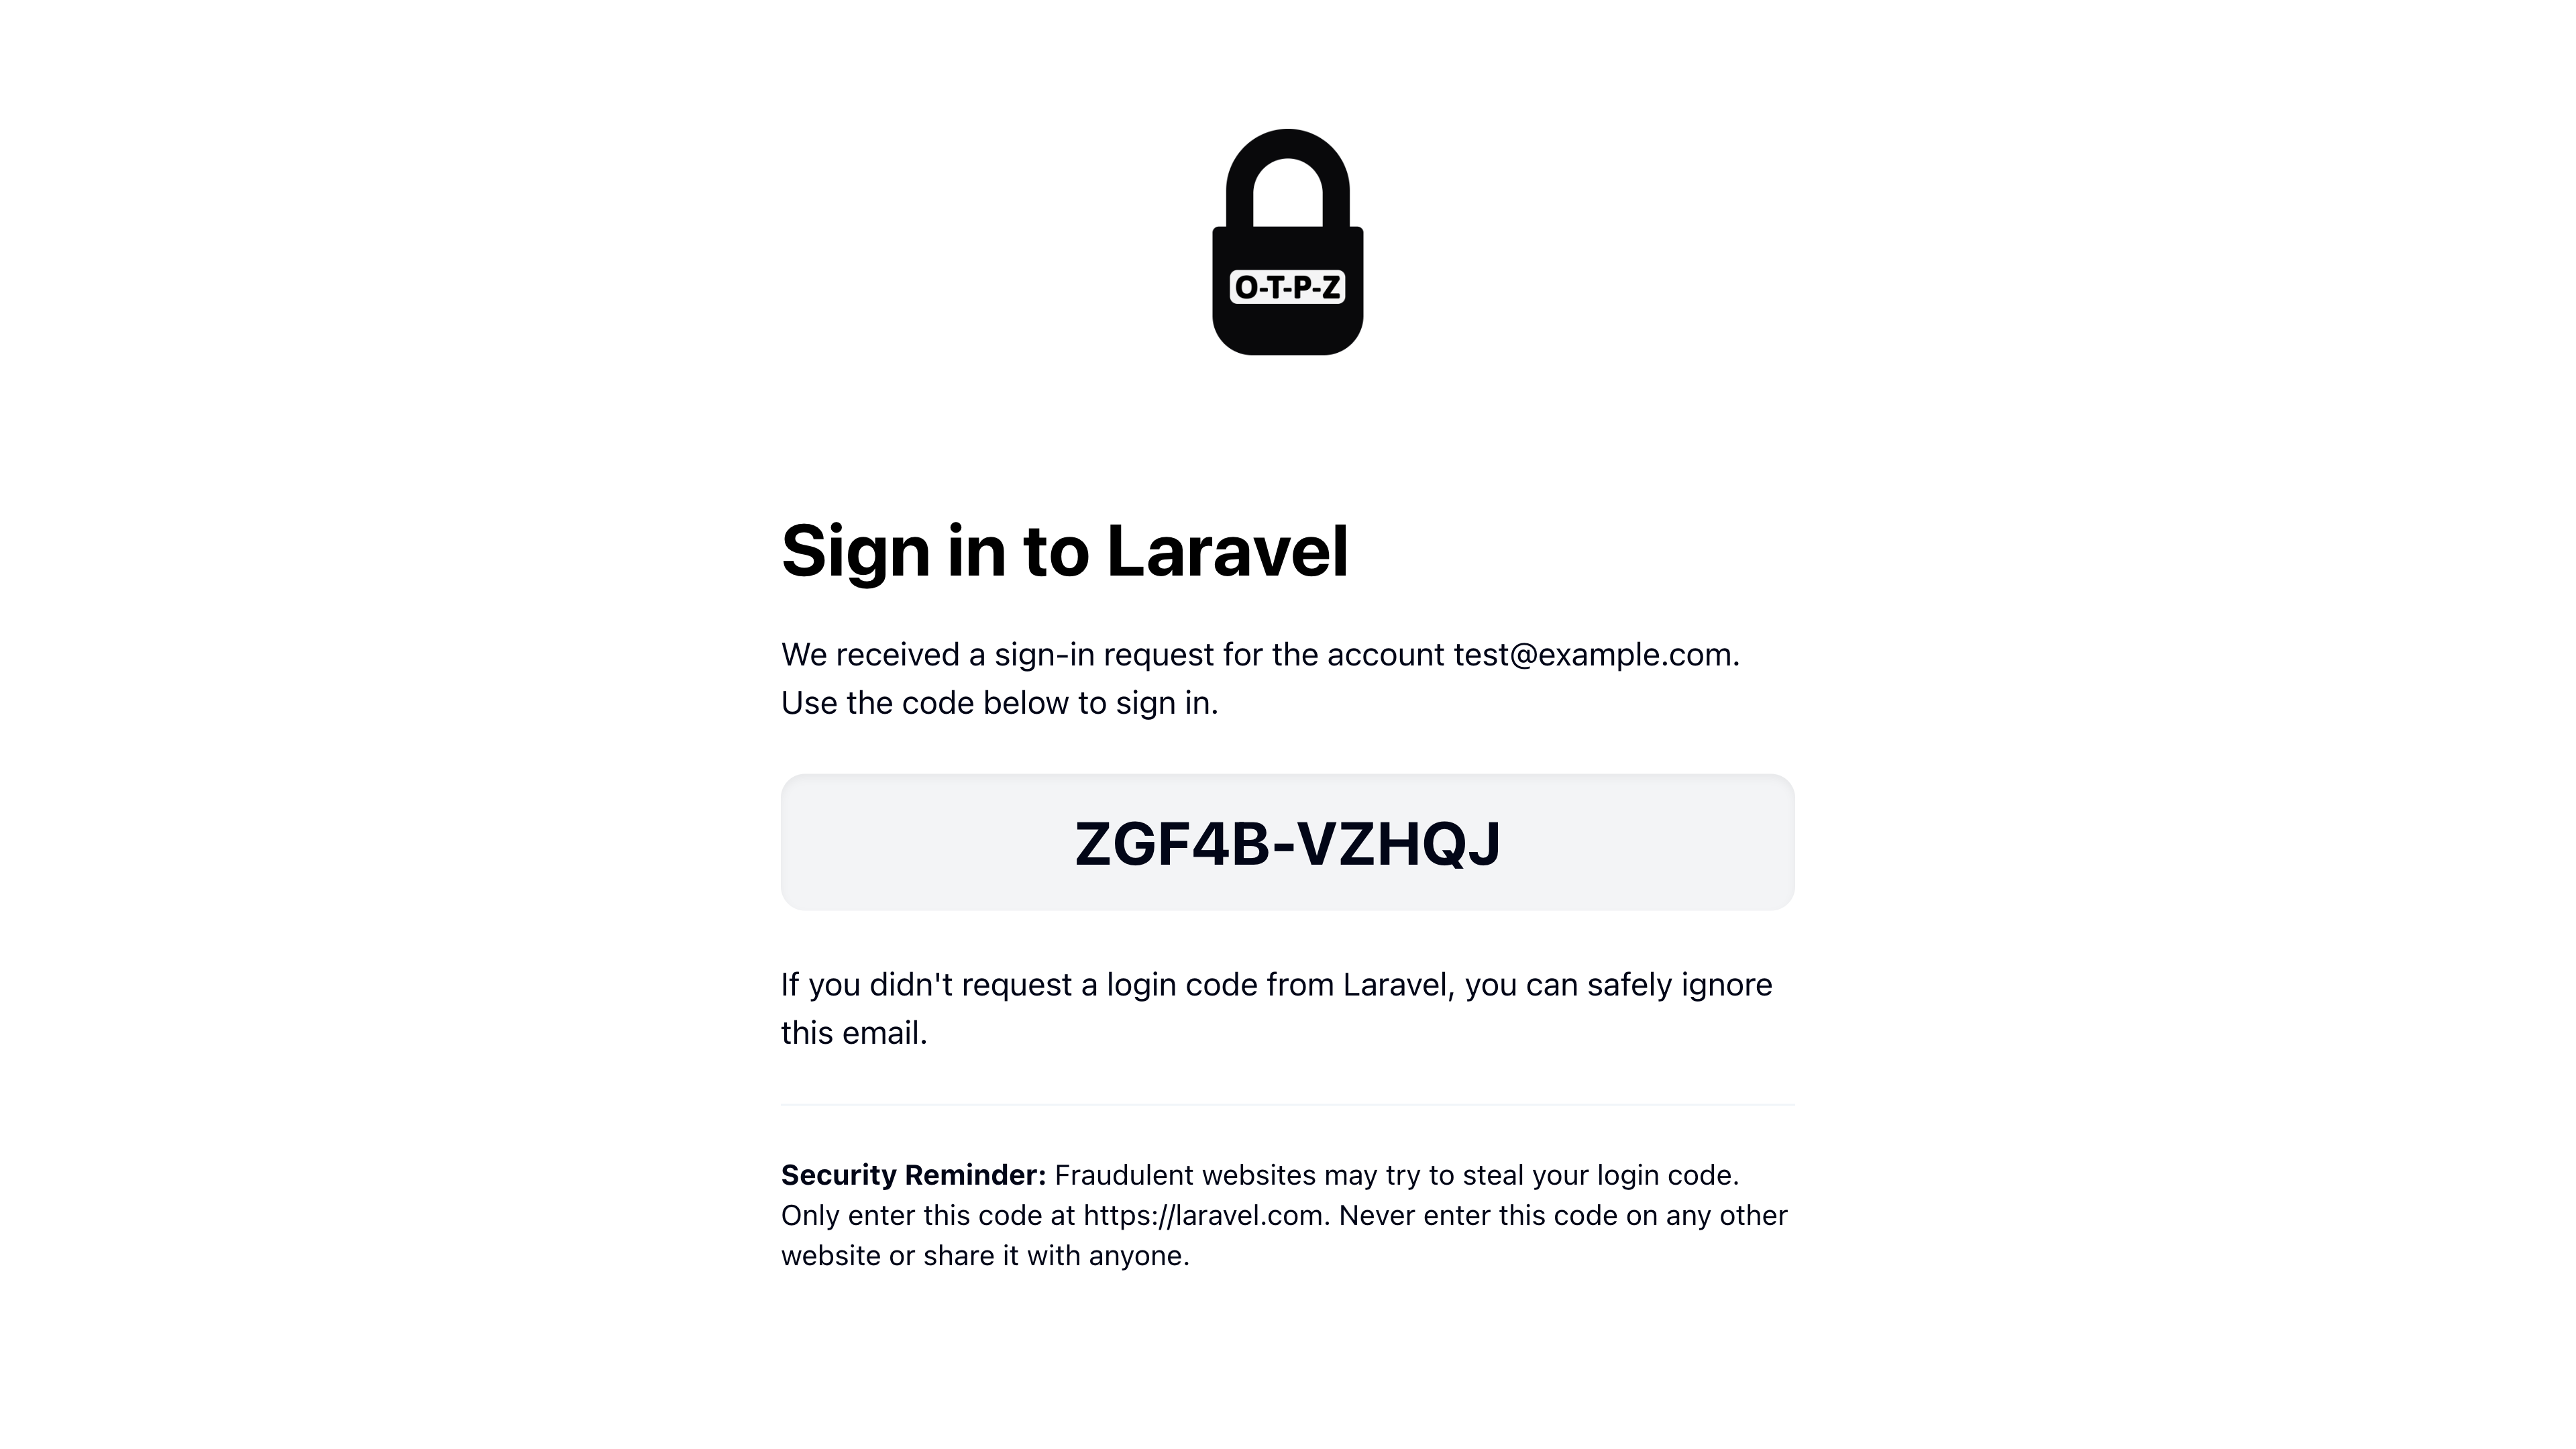 O-T-P-Z
Sign in to Laravel
We received a sign-in request for the account test@example.com.
Use the code below to sign in.
ZGF4B-VZHQJ
If you didn't request a login code from Laravel, you can safely ignore
this email.
Security Reminder: Fraudulent websites may try to steal your login code.
Only enter this code at https://laravel.com. Never enter this code on any other
website or share it with anyone.